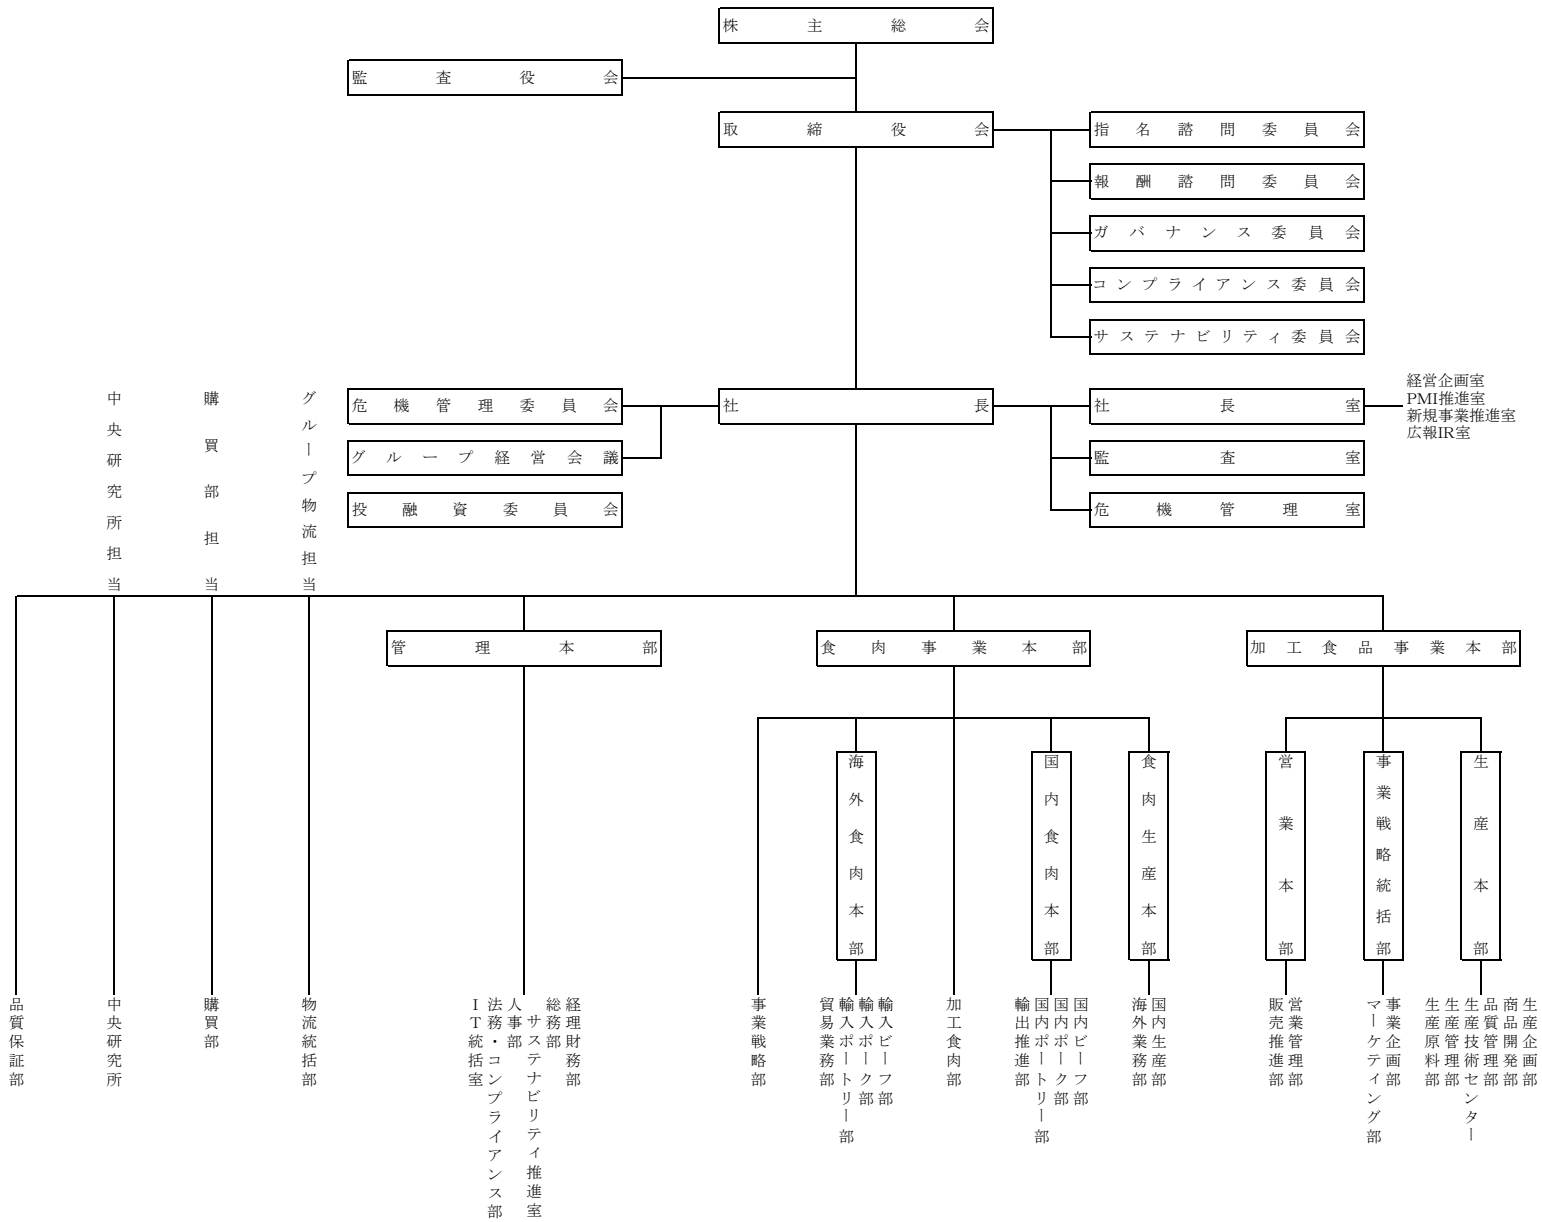 株主総会
監査役会
取締役会
指名諮問委員会
報酬諮問委員会
ガバナンス委員会
コンプライアンス委員会
サステナビリティ委員会
危機管理委員会
社長
社長室
経営企画室
PMI推進室
新規事業推進室
広報IR室
グループ経営会議
監査室
投融資委員会
危機管理室
グループ物流担当
購買部担当
中央研究所担当
管理本部
食肉事業本部
加工食品事業本部
生産本部
事業戦略統括部
営業本部
食肉生産本部
国内食肉本部
海外食肉本部
生産企画部
商品開発部
品質管理部
生産技術センター
生産管理部
生産原料部
事業企画部
マーケティング部
営業管理部
販売推進部
国内生産部
海外業務部
国内ビーフ部
国内ポーク部
国内ポートリー部
輸出推進部
加工食肉部
輸入ビーフ部
輸入ポーク部
輸入ポートリー部
貿易業務部
事業戦略部
経理財務部
総務部
サステナビリティ推進室
人事部
法務・コンプライアンス部
IT統括室
物流統括部
購買部
中央研究所
品質保証部